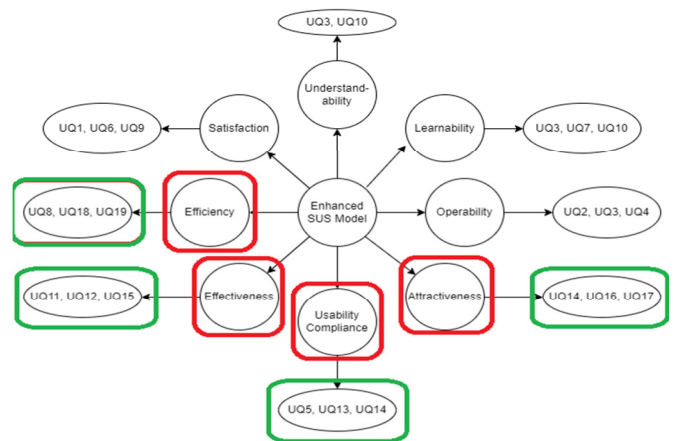 UQ3, UQ10
Understand-
ability
UQ1, UQ6, UQ9
Satisfaction
Learnability
UQ3, UQ7, UQ10
UQ8, UQ18, UQ19
Efficiency
Enhanced
SUS Model
Operability
UQ2, UQ3, UQ4
UQ11, UQ12, UQ15
Effectiveness
Usability
Compliance
Attractiveness
UQ14, UQ16, UQ17
UQ5, UQ13, UQ14